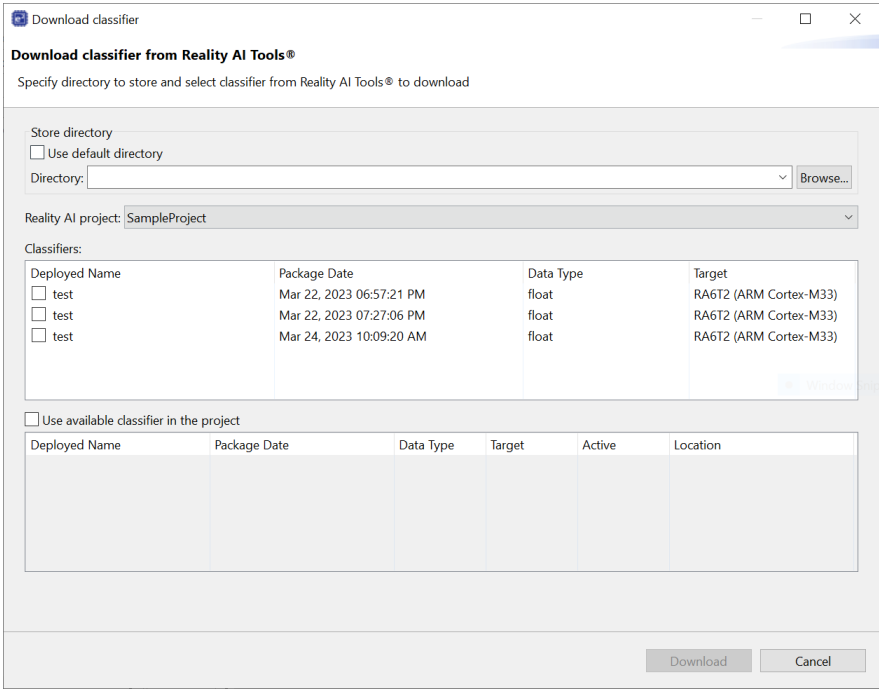 Download classifier
Download classifier from Reality AI Tools®
Specify directory to store and select classifier from Reality AI Tools® to download
Store directory
Use default directory
Directory: Browse...
Reality AI project: SampleProject
Classifiers:
Deployed Name Package Date Data Type Target
test Mar 22, 2023 06:57:21 PM float RA6T2 (ARM Cortex-M33)
test Mar 22, 2023 07:27:06 PM float RA6T2 (ARM Cortex-M33)
test Mar 24, 2023 10:09:20 AM float RA6T2 (ARM Cortex-M33)
Window Snip
Use available classifier in the project
Deployed Name Package Date Data Type Target Active Location
Download Cancel